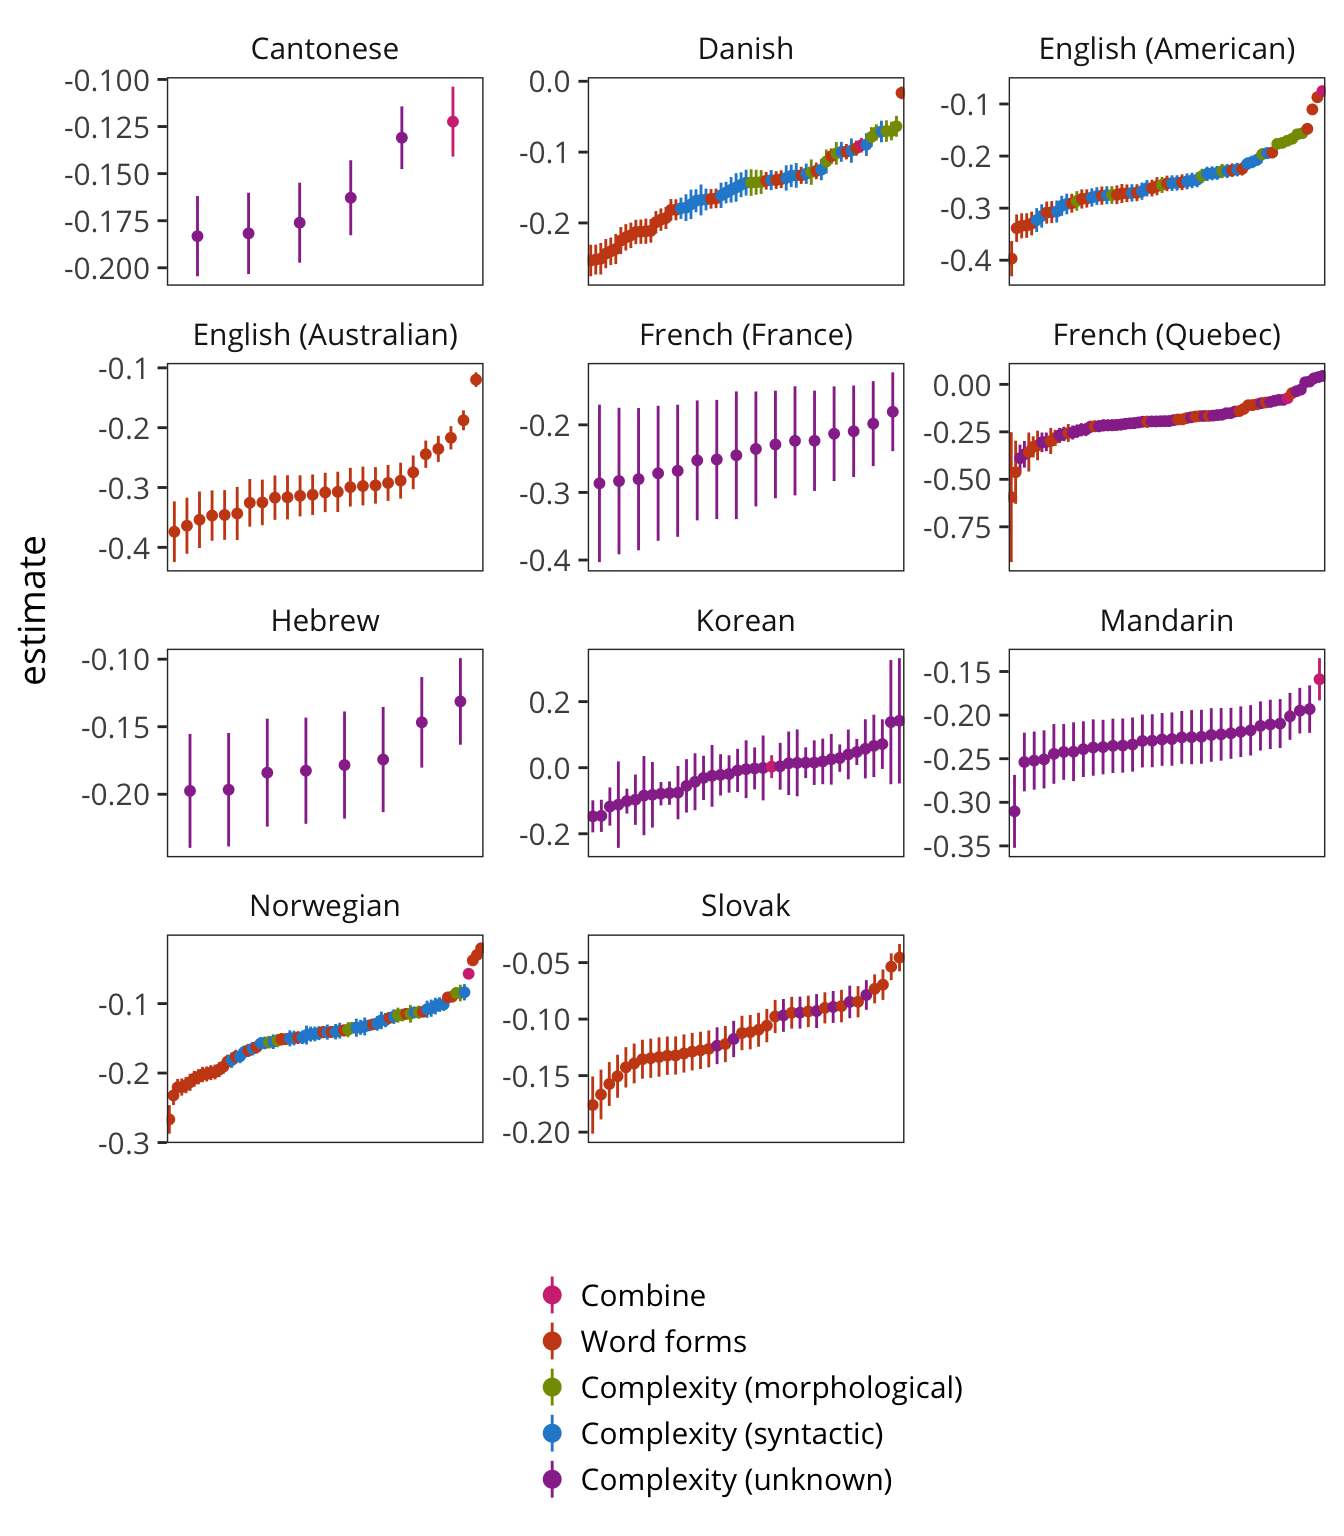 Cantonese
Danish
English (American)
-0.100
-0.125
-0.150
-0.175
-0.200
0.0
-0.1
-0.2
-0.1
-0.2
-0.3
-0.4
English (Australian)
French (France)
French (Quebec)
-0.1
-0.2
-0.3
-0.4
-0.2
-0.3
-0.4
0.00
-0.25
-0.50
-0.75
estimate
Hebrew
Korean
Mandarin
-0.10
-0.15
-0.20
0.2
0.0
-0.2
-0.15
-0.20
-0.25
-0.30
-0.35
Norwegian
Slovak
-0.1
-0.2
-0.3
-0.05
-0.10
-0.15
-0.20
Combine
Word forms
Complexity (morphological)
Complexity (syntactic)
Complexity (unknown)